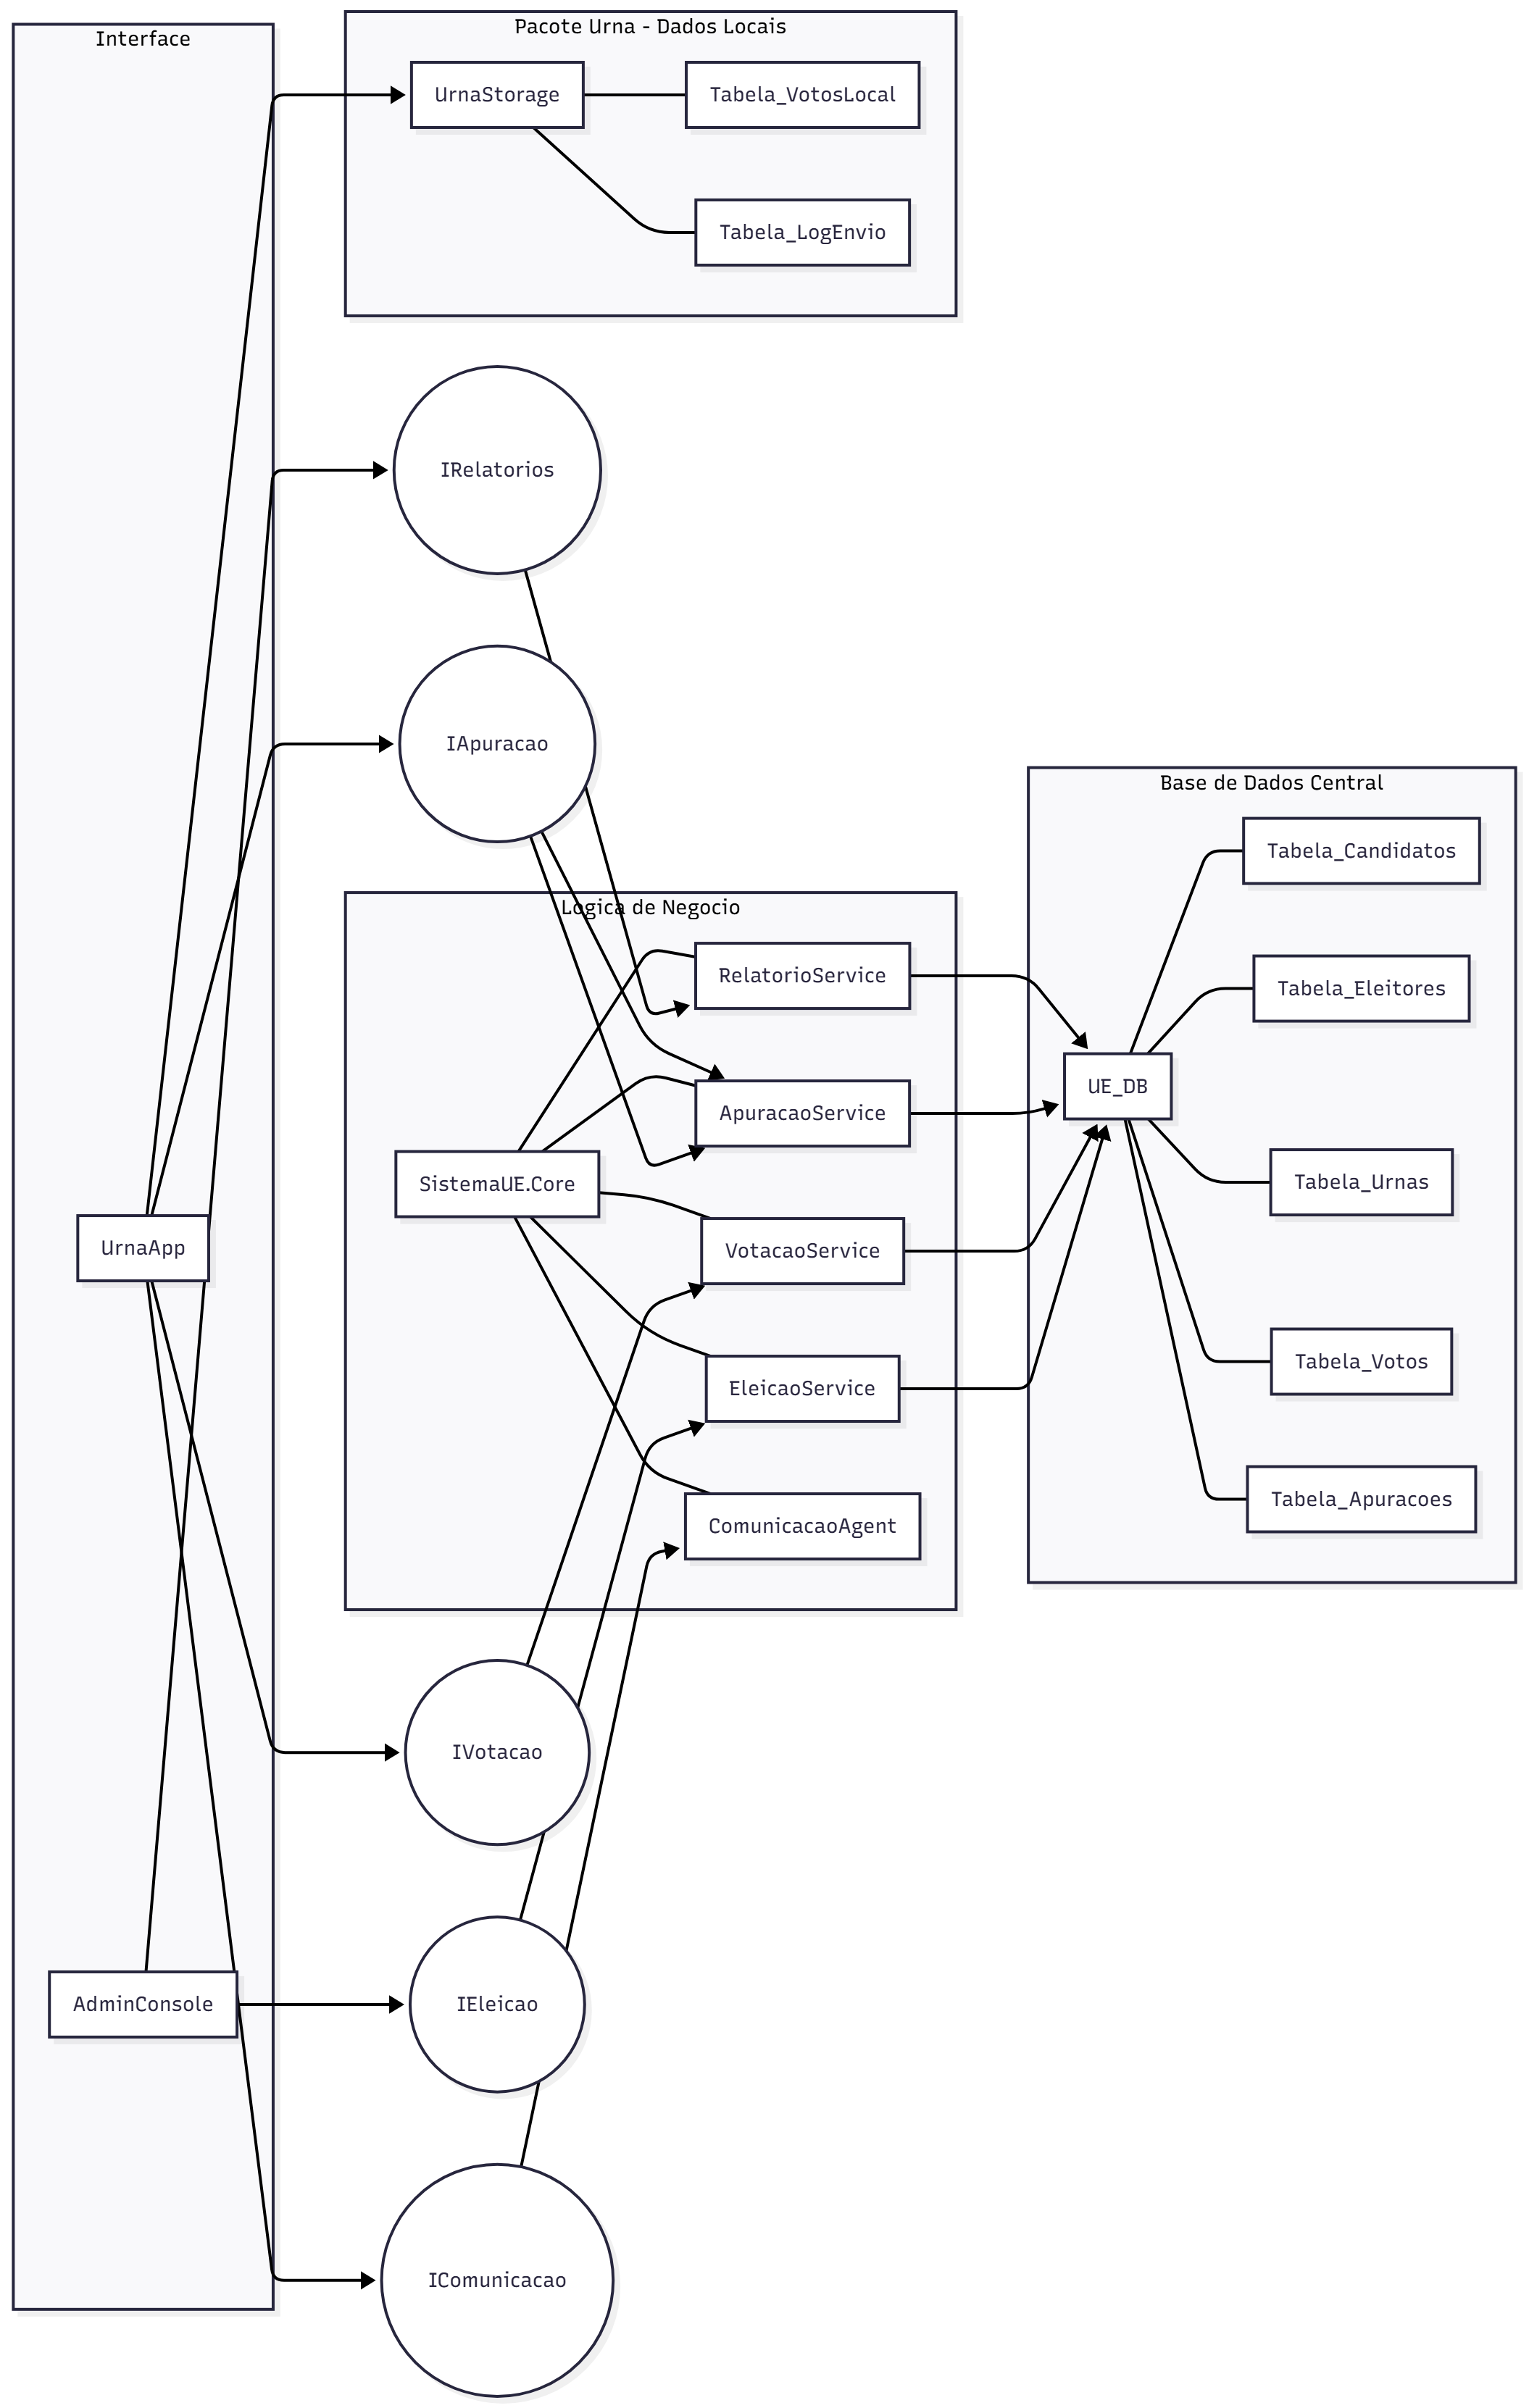 Interface
UrnaApp
AdminConsole
Pacote Urna - Dados Locais
UrnaStorage
Tabela_VotosLocal
Tabela_LogEnvio
IRelatorios
IApuracao
Logica de Negocio
RelatorioService
ApuracaoService
SistemaUE.Core
VotacaoService
EleicaoService
ComunicacaoAgent
IVotacao
IEleicao
IComunicacao
Base de Dados Central
Tabela_Candidatos
Tabela_Eleitores
UE_DB
Tabela_Urnas
Tabela_Votos
Tabela_Apuracoes